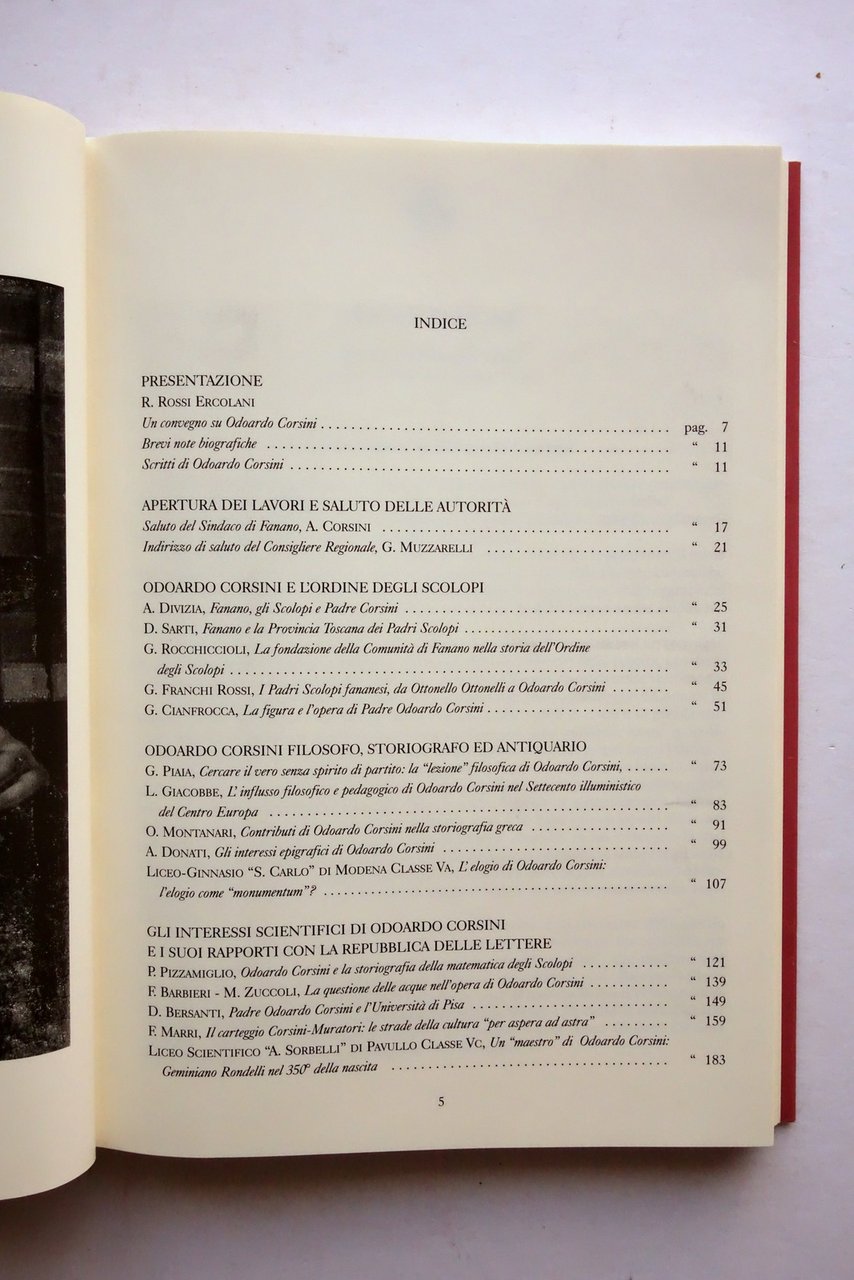 INDICE
PRESENTAZIONE
R. ROSSI ERCOLANI
Un convegno su Odoardo Corsini . . . . . . . . . . . . . . . . . . . . pag. 7
Brevi note biografiche . . . . . . . . . . . . . . . . . . . . “ 11
Scritti di Odoardo Corsini . . . . . . . . . . . . . . . . . . . . “ 11
APERTURA DEI LAVORI E SALUTO DELLE AUTORITÀ
Saluto del Sindaco di Fanano, A. CORSINI . . . . . . . . . . . . . . . . . . . . “ 17
Indirizzo di saluto del Consigliere Regionale, G. MUZZARELLI . . . . . . . . . . . . . . . . . . . . “ 21
ODOARDO CORSINI E L'ORDINE DEGLI SCOLOPI
A. DIVIZIA, Fanano, gli Scolopi e Padre Corsini . . . . . . . . . . . . . . . . . . . . “ 25
D. SARTI, Fanano e la Provincia Toscana dei Padri Scolopi . . . . . . . . . . . . . . . . . . . . “ 31
G. ROCCHICCIOLI, La fondazione della Comunità di Fanano nella storia dell'Ordine
degli Scolopi . . . . . . . . . . . . . . . . . . . . “ 33
G. FRANCHI ROSSI, I Padri Scolopi fananesi, da Ottonello Ottonelli a Odoardo Corsini . . . . . . . . “ 45
G. CIANFROCCA, La figura e l'opera di Padre Odoardo Corsini . . . . . . . . . . . . . . . . . . . . “ 51
ODOARDO CORSINI FILOSOFO, STORIOGRAFO ED ANTIQUARIO
G. PIAIA, Cercare il vero senza spirito di partito: la “lezione” filosofica di Odoardo Corsini, . . . . . . “ 73
L. GIACOBBE, L' influsso filosofico e pedagogico di Odoardo Corsini nel Settecento illuministico
del Centro Europa . . . . . . . . . . . . . . . . . . . . “ 83
O. MONTANARI, Contributi di Odoardo Corsini nella storiografia greca . . . . . . . . . . . . . . . . . . “ 91
A. DONATI, Gli interessi epigrafici di Odoardo Corsini . . . . . . . . . . . . . . . . . . . . “ 99
LICEO-GINNASIO “S. CARLO” DI MODENA CLASSE VA, L' elogio di Odoardo Corsini:
l'elogio come “monumentum”? . . . . . . . . . . . . . . . . . . . . “ 107
GLI INTERESSI SCIENTIFICI DI ODOARDO CORSINI
E I SUOI RAPPORTI CON LA REPUBBLICA DELLE LETTERE
P. PIZZAMIGLIO, Odoardo Corsini e la storiografia della matematica degli Scolopi . . . . . . . . . . . . “ 121
F. BARBIERI - M. ZUCCOLI, La questione delle acque nell'opera di Odoardo Corsini . . . . . . . . . . . “ 139
D. BERSANTI, Padre Odoardo Corsini e l'Università di Pisa . . . . . . . . . . . . . . . . . . . . “ 149
F. MARRI, Il carteggio Corsini-Muratori: le strade della cultura “per aspera ad astra” . . . . . . . . . “ 159
LICEO SCIENTIFICO “A. SORBELLI” DI PAVULLO CLASSE VC, Un “maestro” di Odoardo Corsini:
Geminiano Rondelli nel 350° della nascita . . . . . . . . . . . . . . . . . . . . “ 183
5